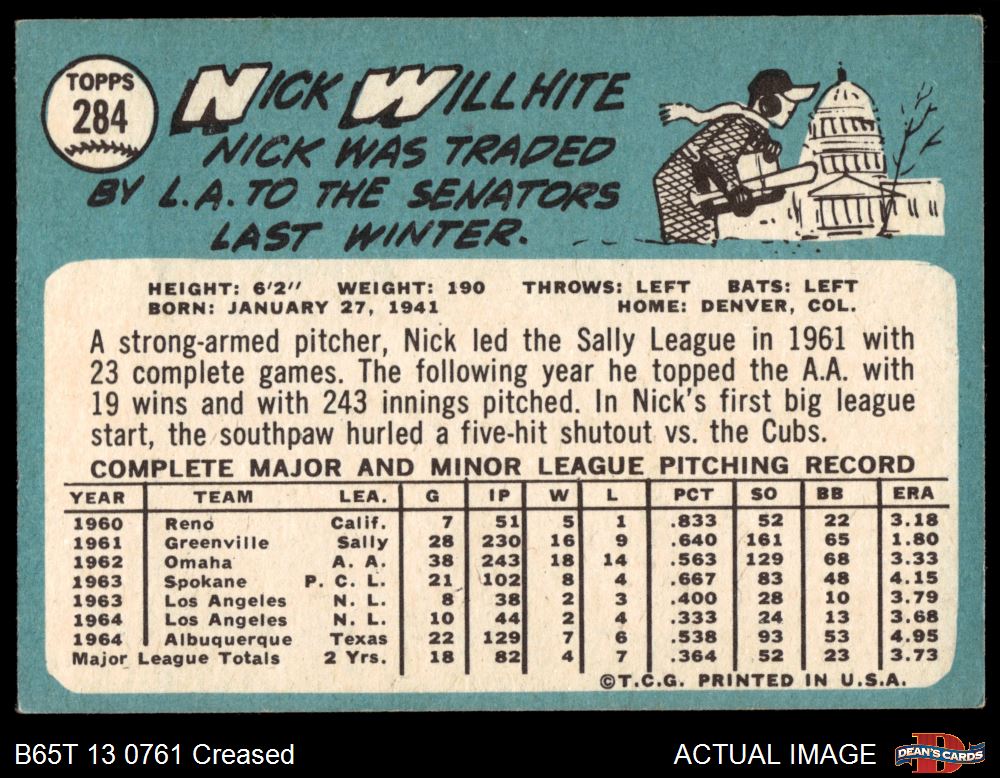 TOPPS
284
NICK WILLHITE
NICK WAS TRADED
BY L.A. TO THE SENATORS
LAST WINTER.
HEIGHT: 6'2" WEIGHT: 190 THROWS: LEFT BATS: LEFT
BORN: JANUARY 27, 1941 HOME: DENVER, COL.
A strong-armed pitcher, Nick led the Sally League in 1961 with
23 complete games. The following year he topped the A.A. with
19 wins and with 243 innings pitched. In Nick's first big league
start, the southpaw hurled a five-hit shutout vs. the Cubs.
COMPLETE MAJOR AND MINOR LEAGUE PITCHING RECORD
YEAR TEAM LEA. G IP W L PCT SO BB ERA
1960 Reno Calif. 7 51 5 1 .833 52 22 3.18
1961 Greenville Sally 28 230 16 9 .640 161 65 1.80
1962 Omaha A. A. 38 243 18 14 .563 129 68 3.33
1963 Spokane P. C. L. 21 102 8 4 .667 83 48 4.15
1963 Los Angeles N. L. 8 38 2 3 .400 28 10 3.79
1964 Los Angeles N. L. 10 44 2 4 .333 24 13 3.68
1964 Albuquerque Texas 22 129 7 6 .538 93 53 4.95
Major League Totals 2 Yrs. 18 82 4 7 .364 52 23 3.73
©T.C.G. PRINTED IN U.S.A.
B65T 13 0761 Creased
ACTUAL IMAGE
DEAN'S CARDS